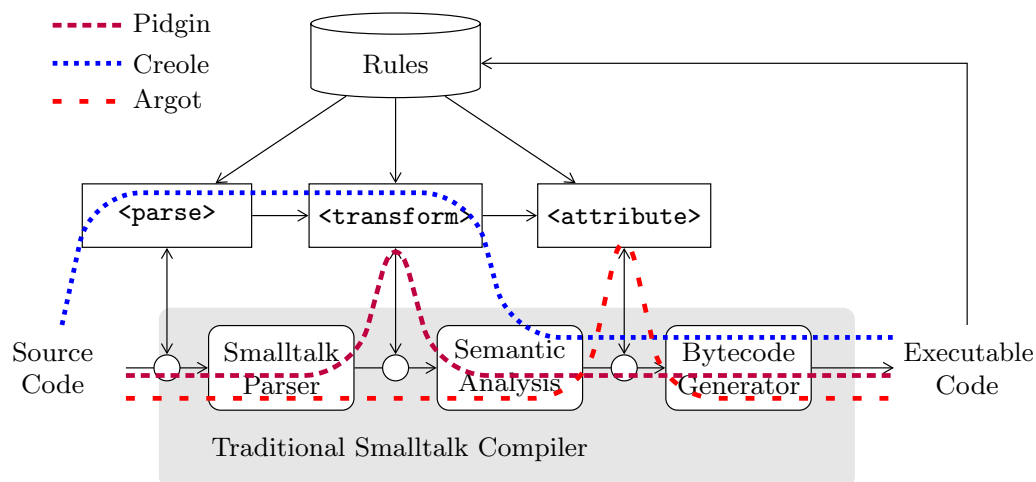 Pidgin
Creole
Argot
Rules
<parse>
<transform>
<attribute>
Source
Code
Smalltalk
Parser
Semantic
Analysis
Bytecode
Generator
Executable
Code
Traditional Smalltalk Compiler